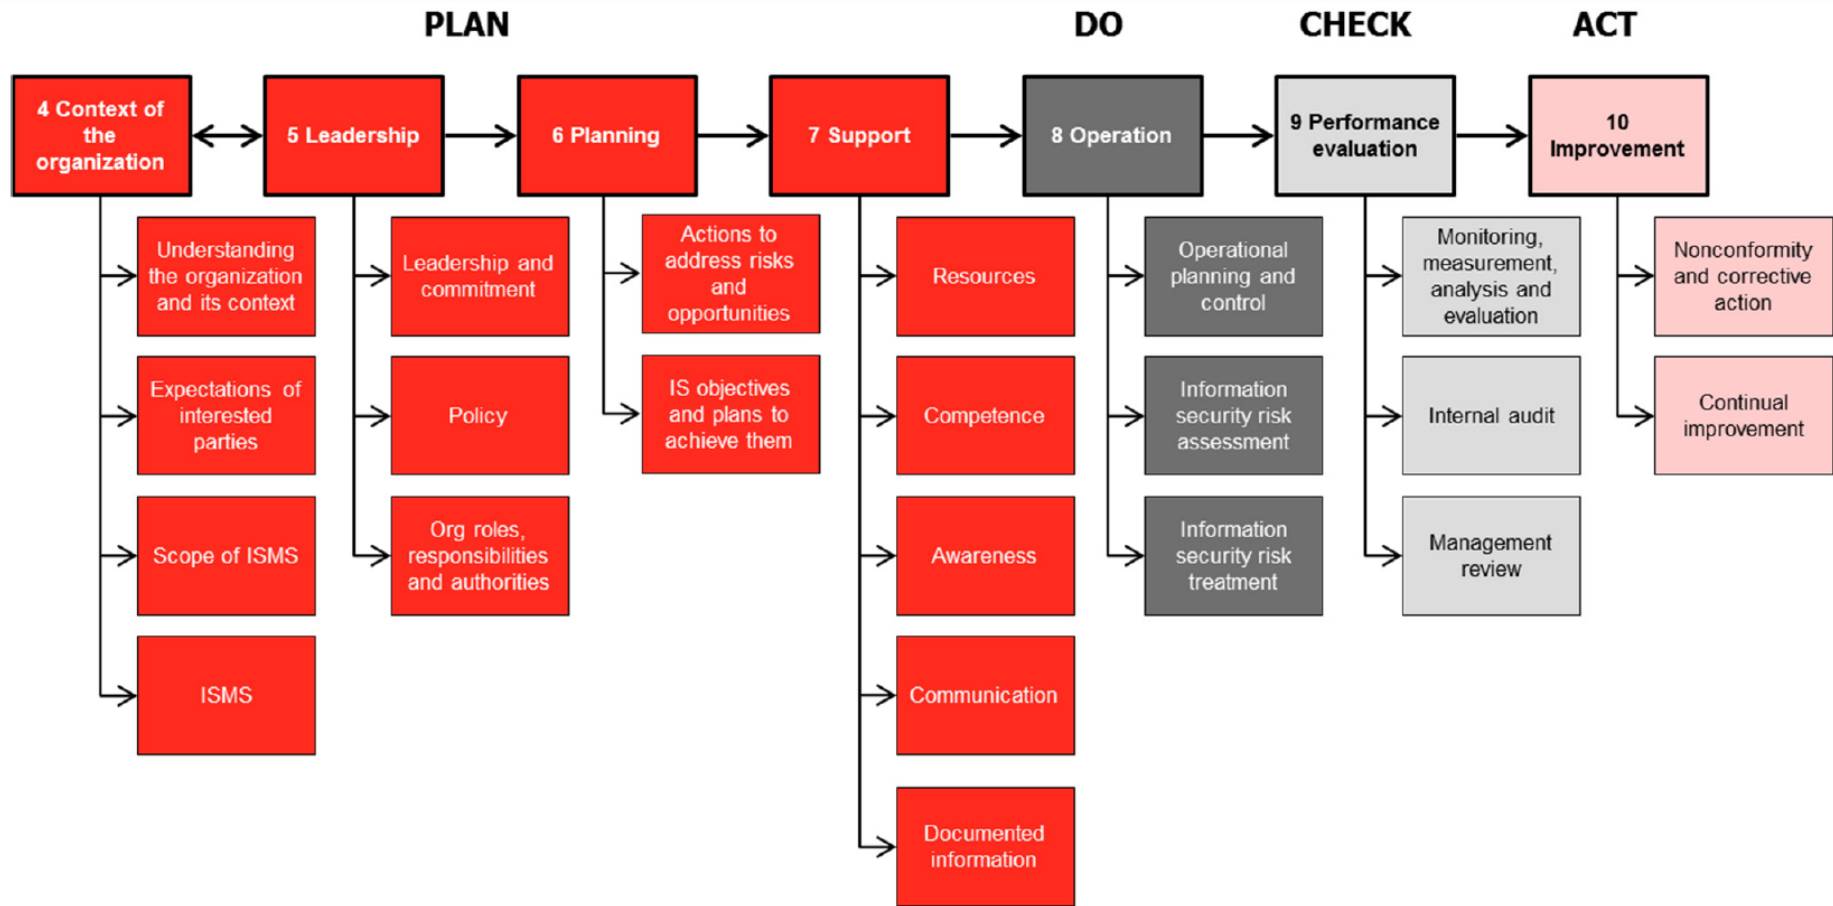 PLAN
DO
CHECK
ACT
4 Context of
the
organization
5 Leadership
6 Planning
7 Support
8 Operation
9 Performance
evaluation
10
Improvement
Understanding
the organization
and its context
Expectations of
interested
parties
Scope of ISMS
ISMS
Leadership and
commitment
Policy
Org roles,
responsibilities
and authorities
Actions to
address risks
and
opportunities
IS objectives
and plans to
achieve them
Resources
Competence
Awareness
Communication
Documented
information
Operational
planning and
control
Information
security risk
assessment
Information
security risk
treatment
Monitoring,
measurement,
analysis and
evaluation
Internal audit
Management
review
Nonconformity
and corrective
action
Continual
improvement